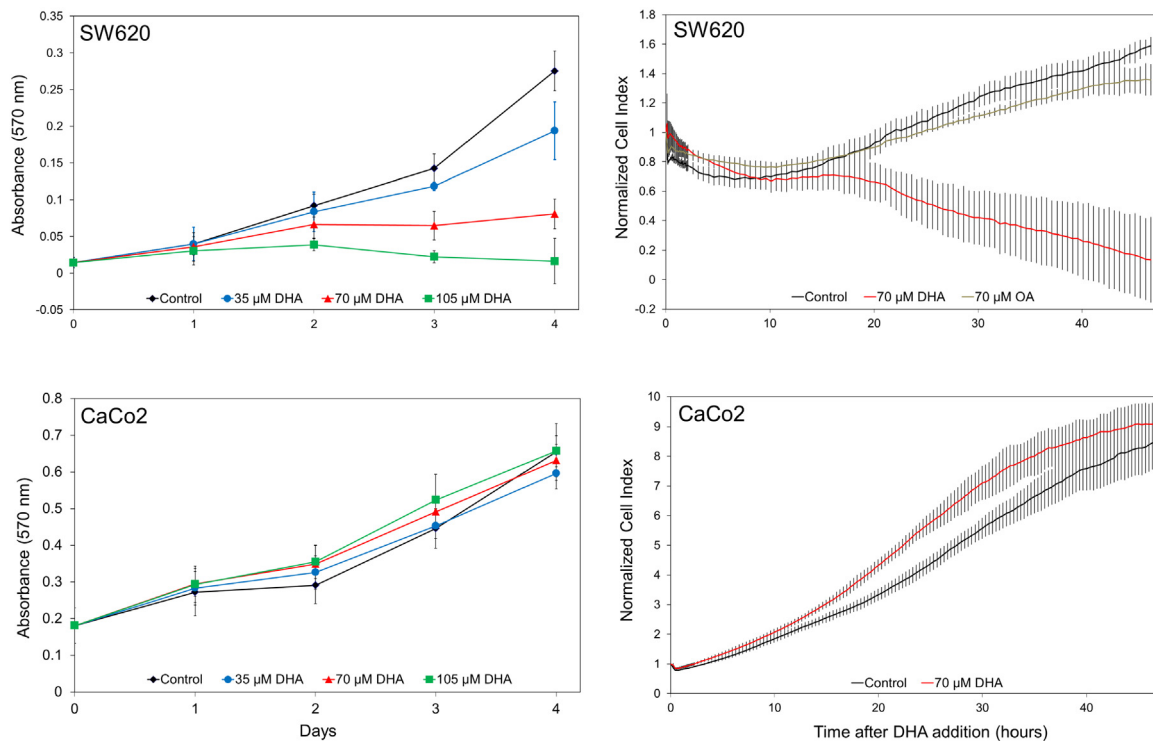 SW620
Absorbance (570 nm)
0.35
0.3
0.25
0.2
0.15
0.1
0.05
0
-0.05
Control 35 µM DHA 70 µM DHA 105 µM DHA
0 1 2 3 4
SW620
Normalized Cell Index
1.8
1.6
1.4
1.2
1
0.8
0.6
0.4
0.2
0
-0.2
Control 70 µM DHA 70 µM OA
0 10 20 30 40
CaCo2
Absorbance (570 nm)
0.8
0.7
0.6
0.5
0.4
0.3
0.2
0.1
0
Control 35 µM DHA 70 µM DHA 105 µM DHA
0 1 2 3 4
Days
CaCo2
Normalized Cell Index
10
9
8
7
6
5
4
3
2
1
0
Control 70 µM DHA
0 10 20 30 40
Time after DHA addition (hours)